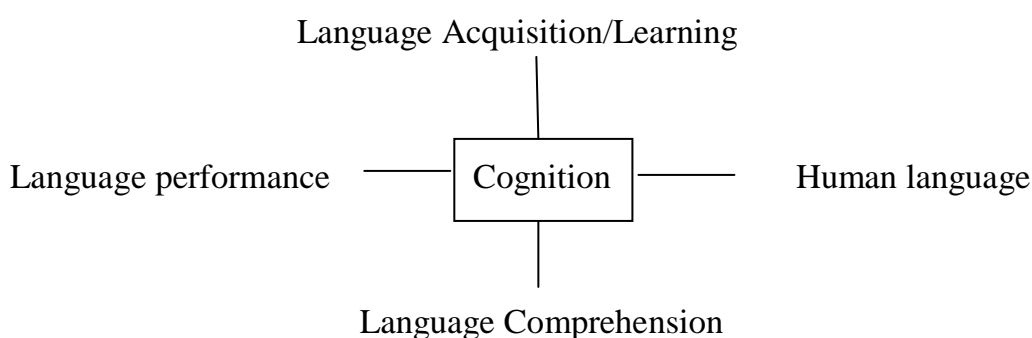 Language Acquisition/Learning
Language performance Cognition Human language
Language Comprehension